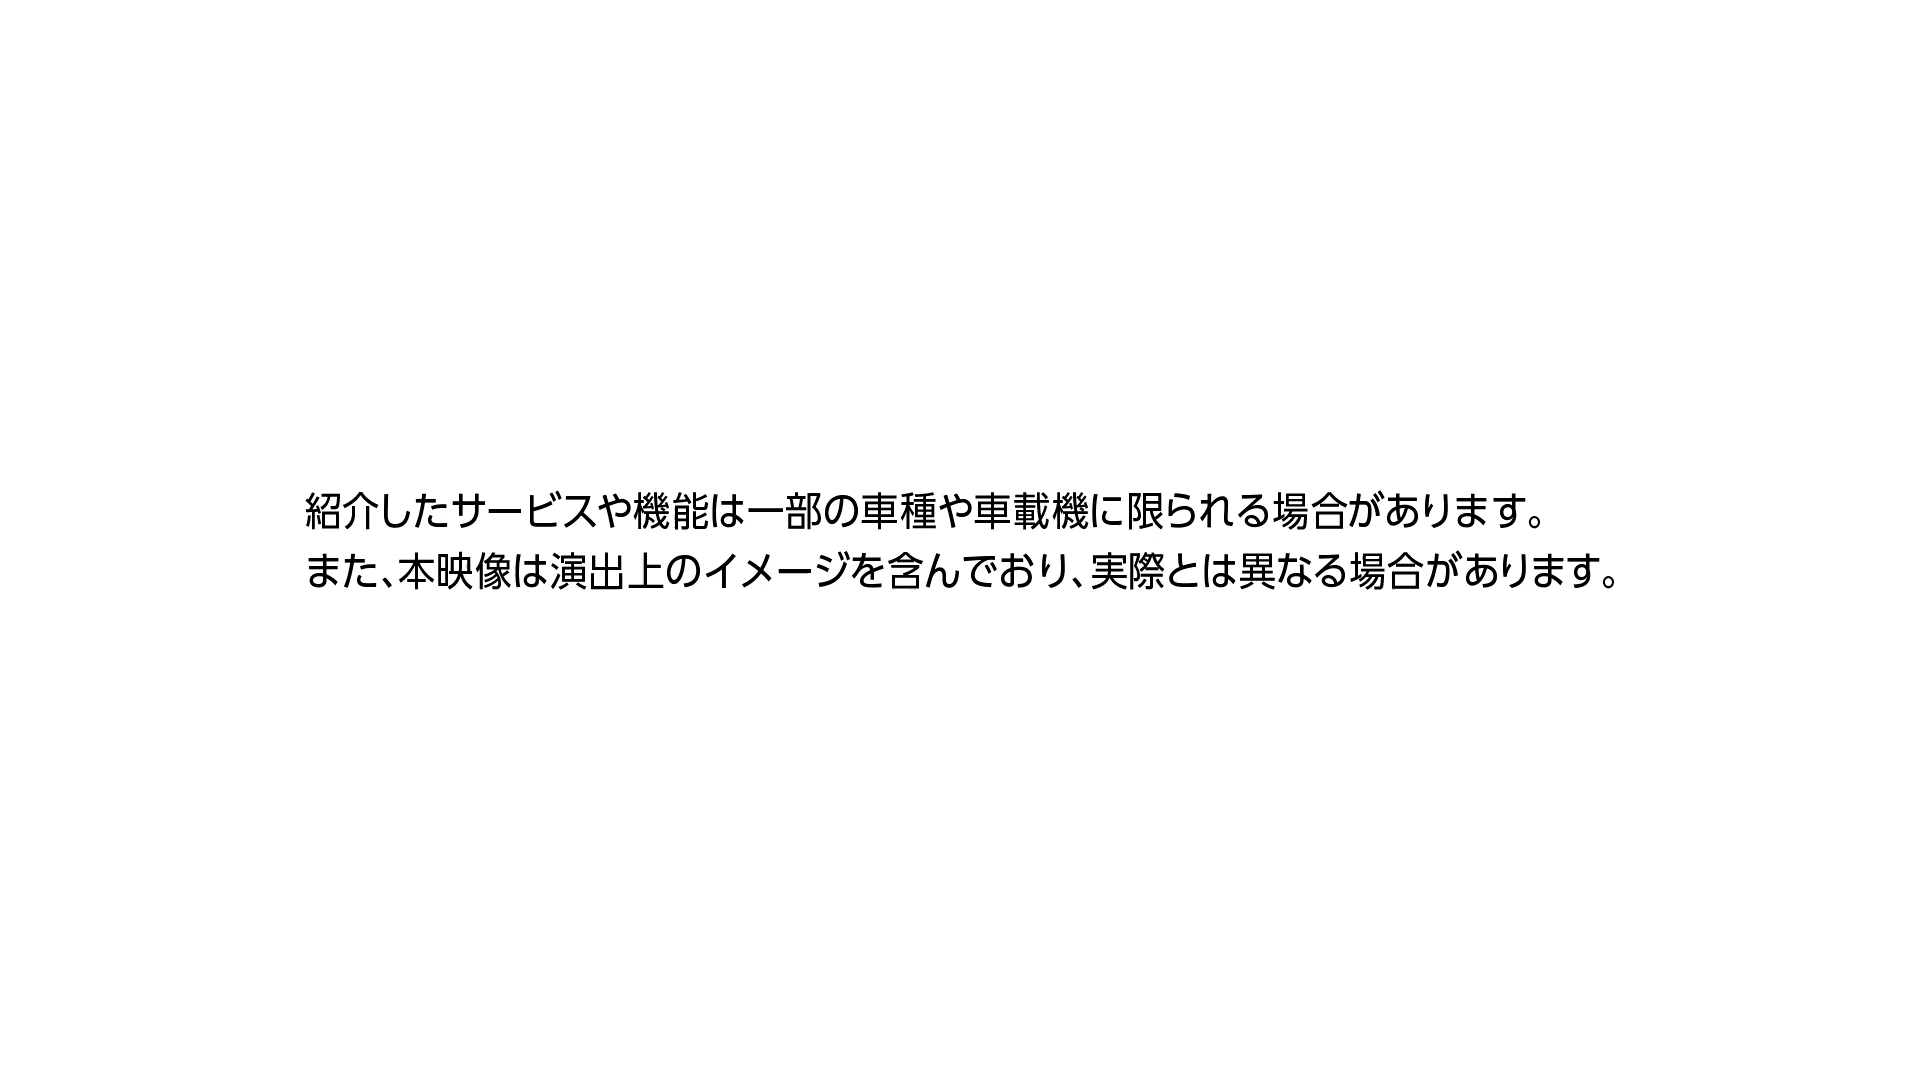 紹介したサービスや機能は一部の車種や車載機に限られる場合があります。
また、本映像は演出上のイメージを含んでおり、実際とは異なる場合があります。